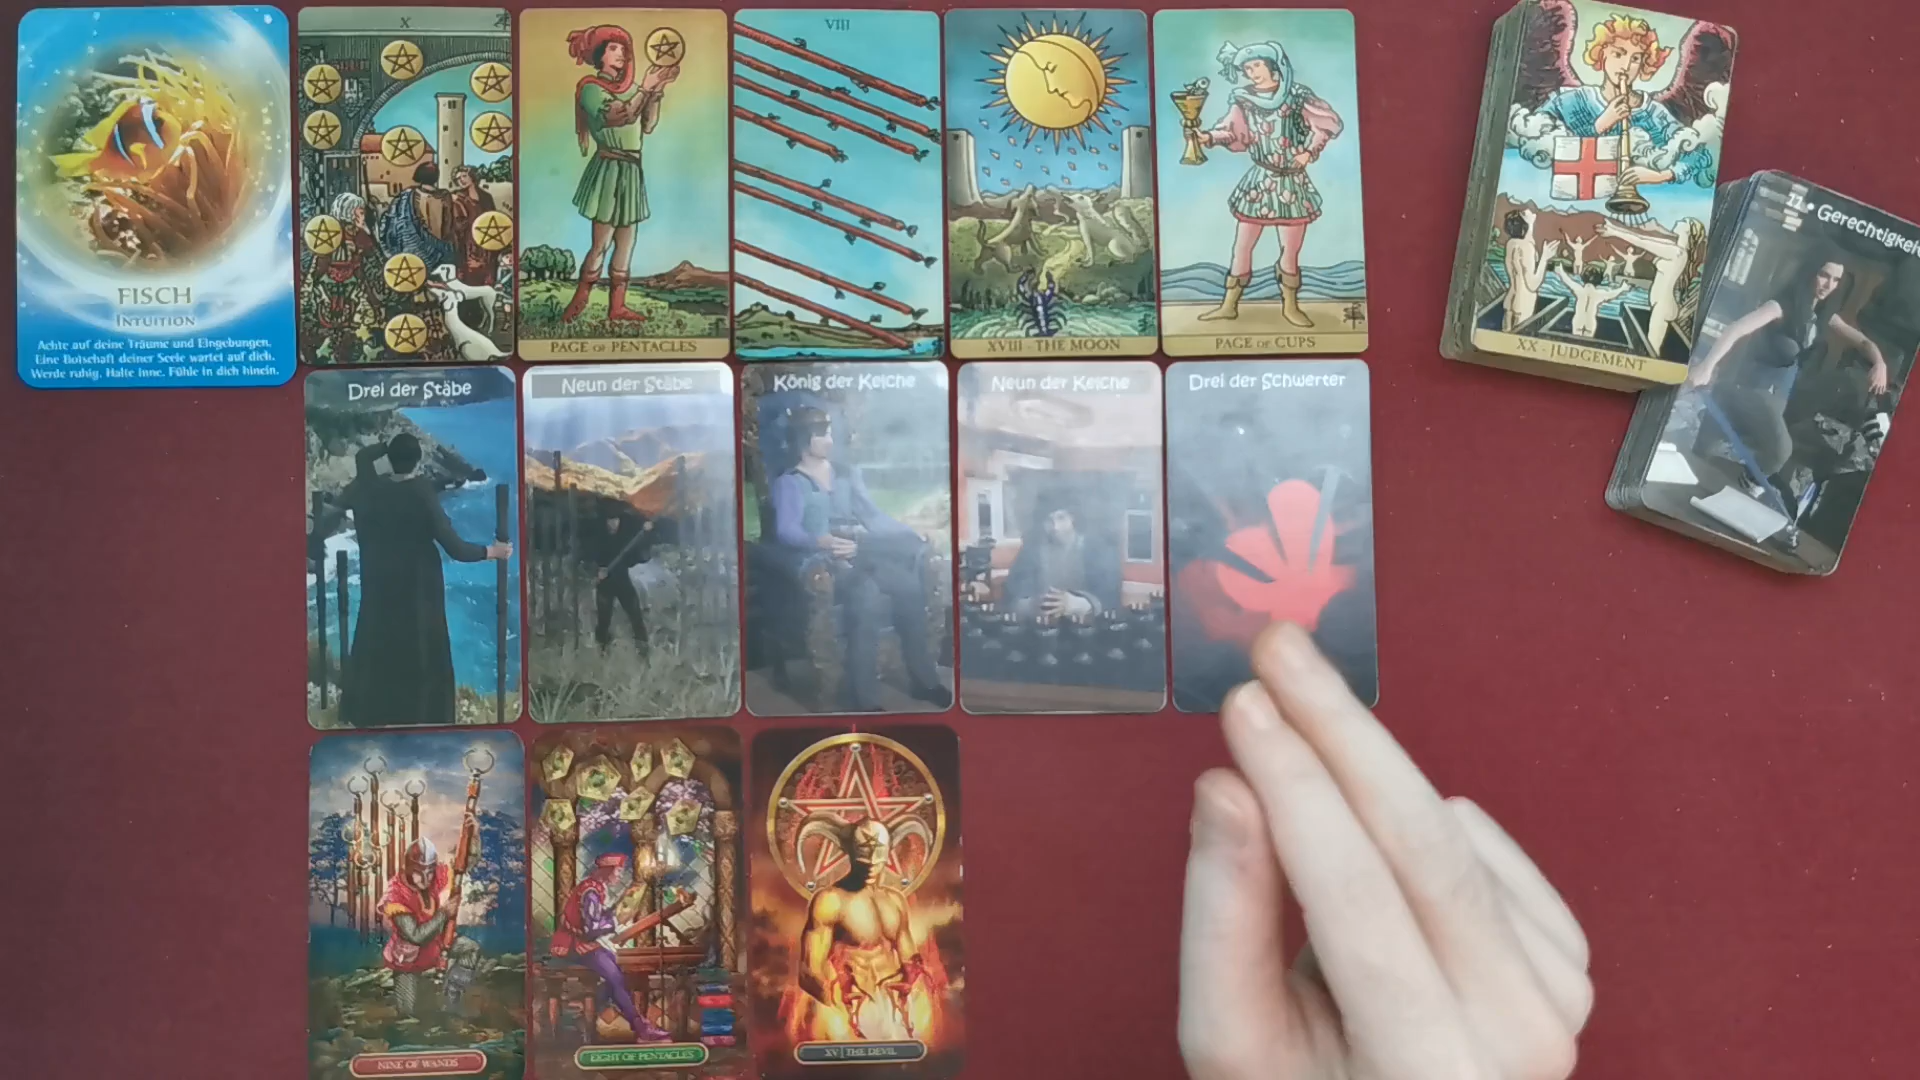 FISCH
INTUITION
Achte auf deine Träume und Eingebungen.
Eine Botschaft deiner Seele wartet auf dich.
Werde ruhig. Halte inne. Fühle in dich hinein.
X
PAGE OF PENTACLES
VIII
XVIII - THE MOON
PAGE OF CUPS
XX - JUDGEMENT
11 • Gerechtigkeit
Drei der Stäbe
Neun der Stäbe
König der Kelche
Neun der Kelche
Drei der Schwerter
NINE OF WANDS
EIGHT OF PENTACLES
XV | THE DEVIL